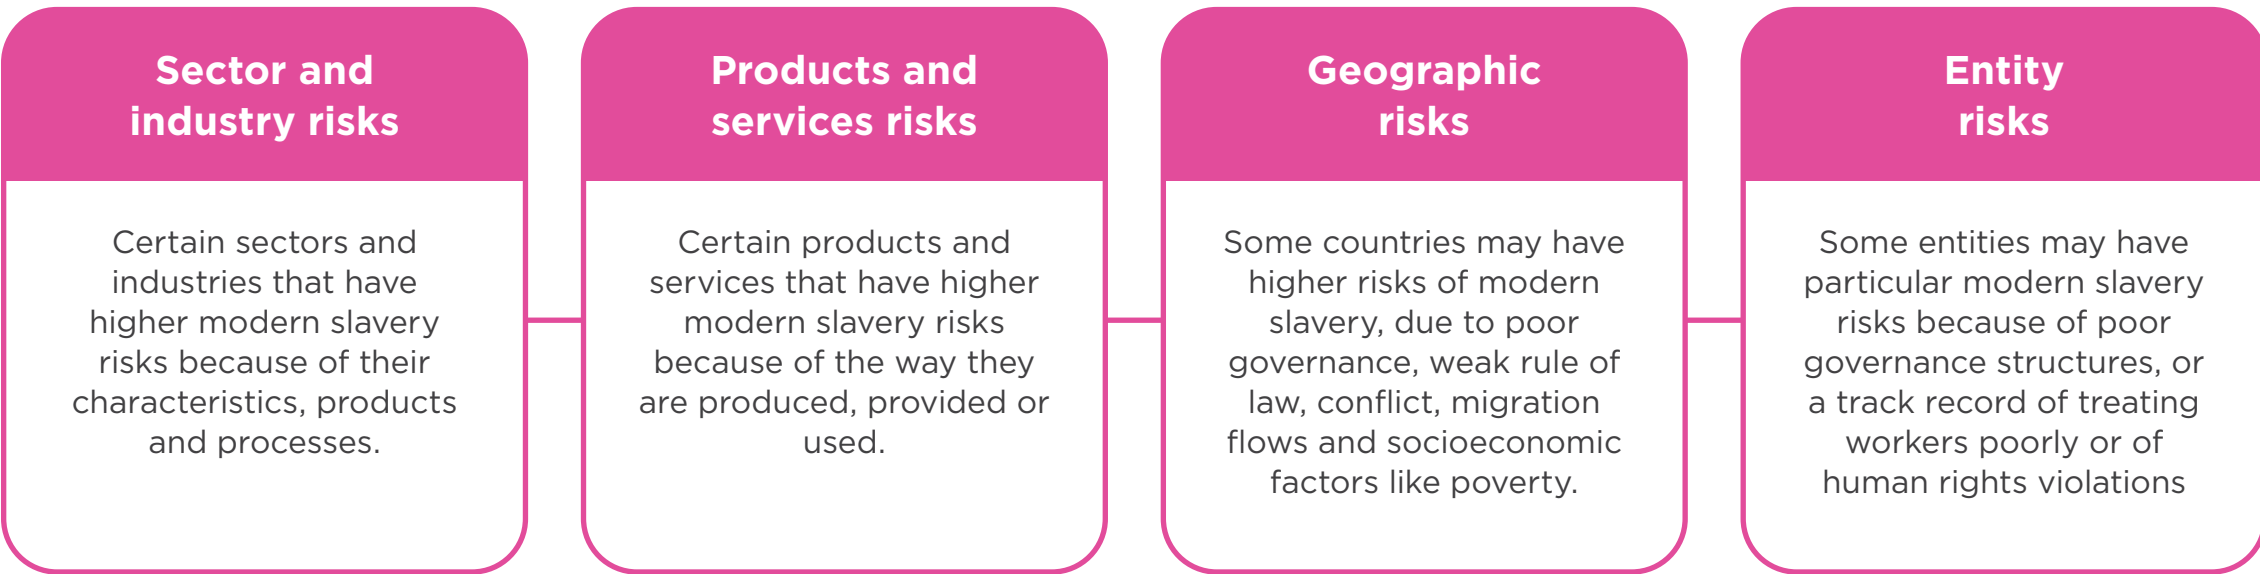 Sector and
industry risks
Certain sectors and
industries that have
higher modern slavery
risks because of their
characteristics, products
and processes.
Products and
services risks
Certain products and
services that have higher
modern slavery risks
because of the way they
are produced, provided or
used.
Geographic
risks
Some countries may have
higher risks of modern
slavery, due to poor
governance, weak rule of
law, conflict, migration
flows and socioeconomic
factors like poverty.
Entity
risks
Some entities may have
particular modern slavery
risks because of poor
governance structures, or
a track record of treating
workers poorly or of
human rights violations